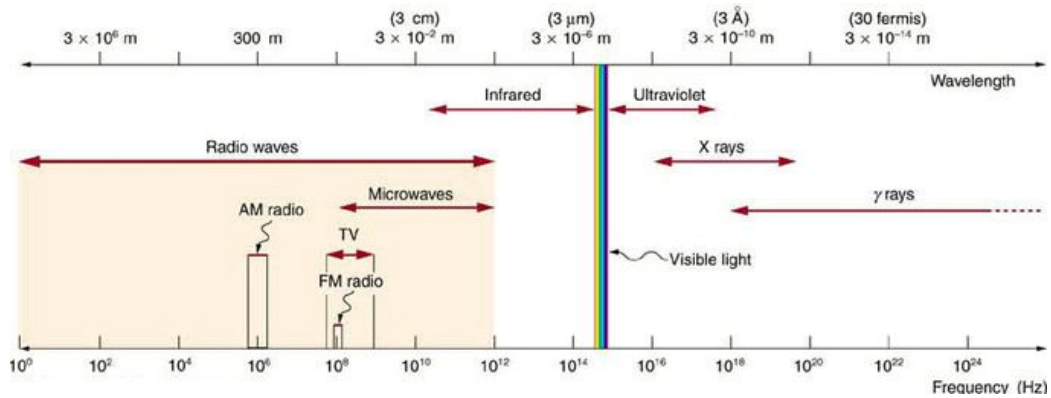 (3 cm) (3 μm) (3 Å) (30 fermis)
3 × 10⁶ m 300 m 3 × 10⁻² m 3 × 10⁻⁶ m 3 × 10⁻¹⁰ m 3 × 10⁻¹⁴ m
Wavelength
Infrared Ultraviolet
Radio waves X rays
Microwaves γ rays
AM radio
TV
Visible light
FM radio
10⁰ 10² 10⁴ 10⁶ 10⁸ 10¹⁰ 10¹² 10¹⁴ 10¹⁶ 10¹⁸ 10²⁰ 10²² 10²⁴
Frequency (Hz)